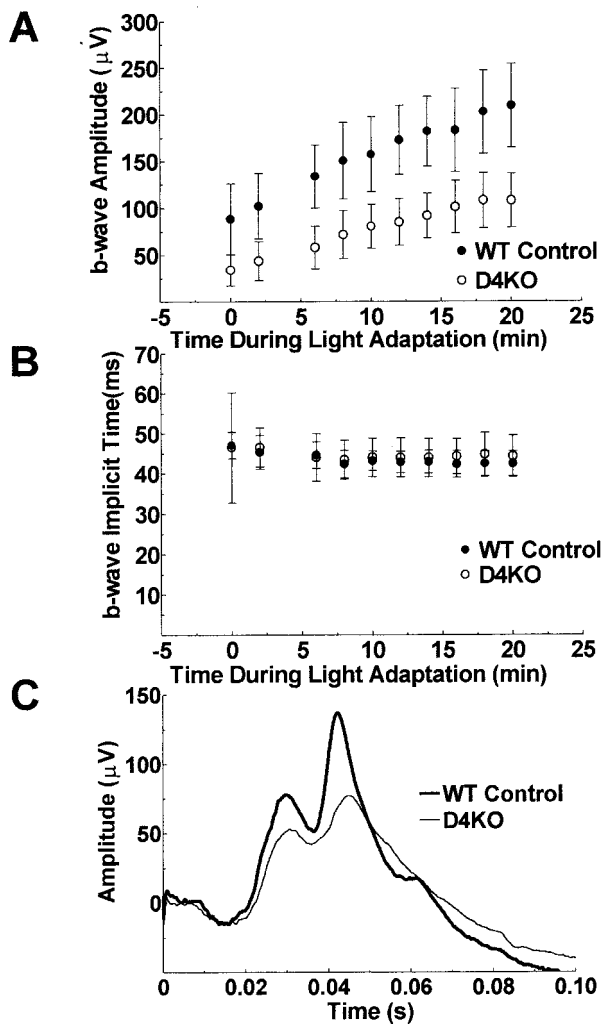 A
b-wave Amplitude (μV)
300
250
200
150
100
50
WT Control
D4KO
-5 0 5 10 15 20 25
Time During Light Adaptation (min)
B
b-wave Implicit Time(ms)
70
60
50
40
30
20
10
WT Control
D4KO
-5 0 5 10 15 20 25
Time During Light Adaptation (min)
C
Amplitude (μV)
150
100
50
0
WT Control
D4KO
0 0.02 0.04 0.06 0.08 0.10
Time (s)